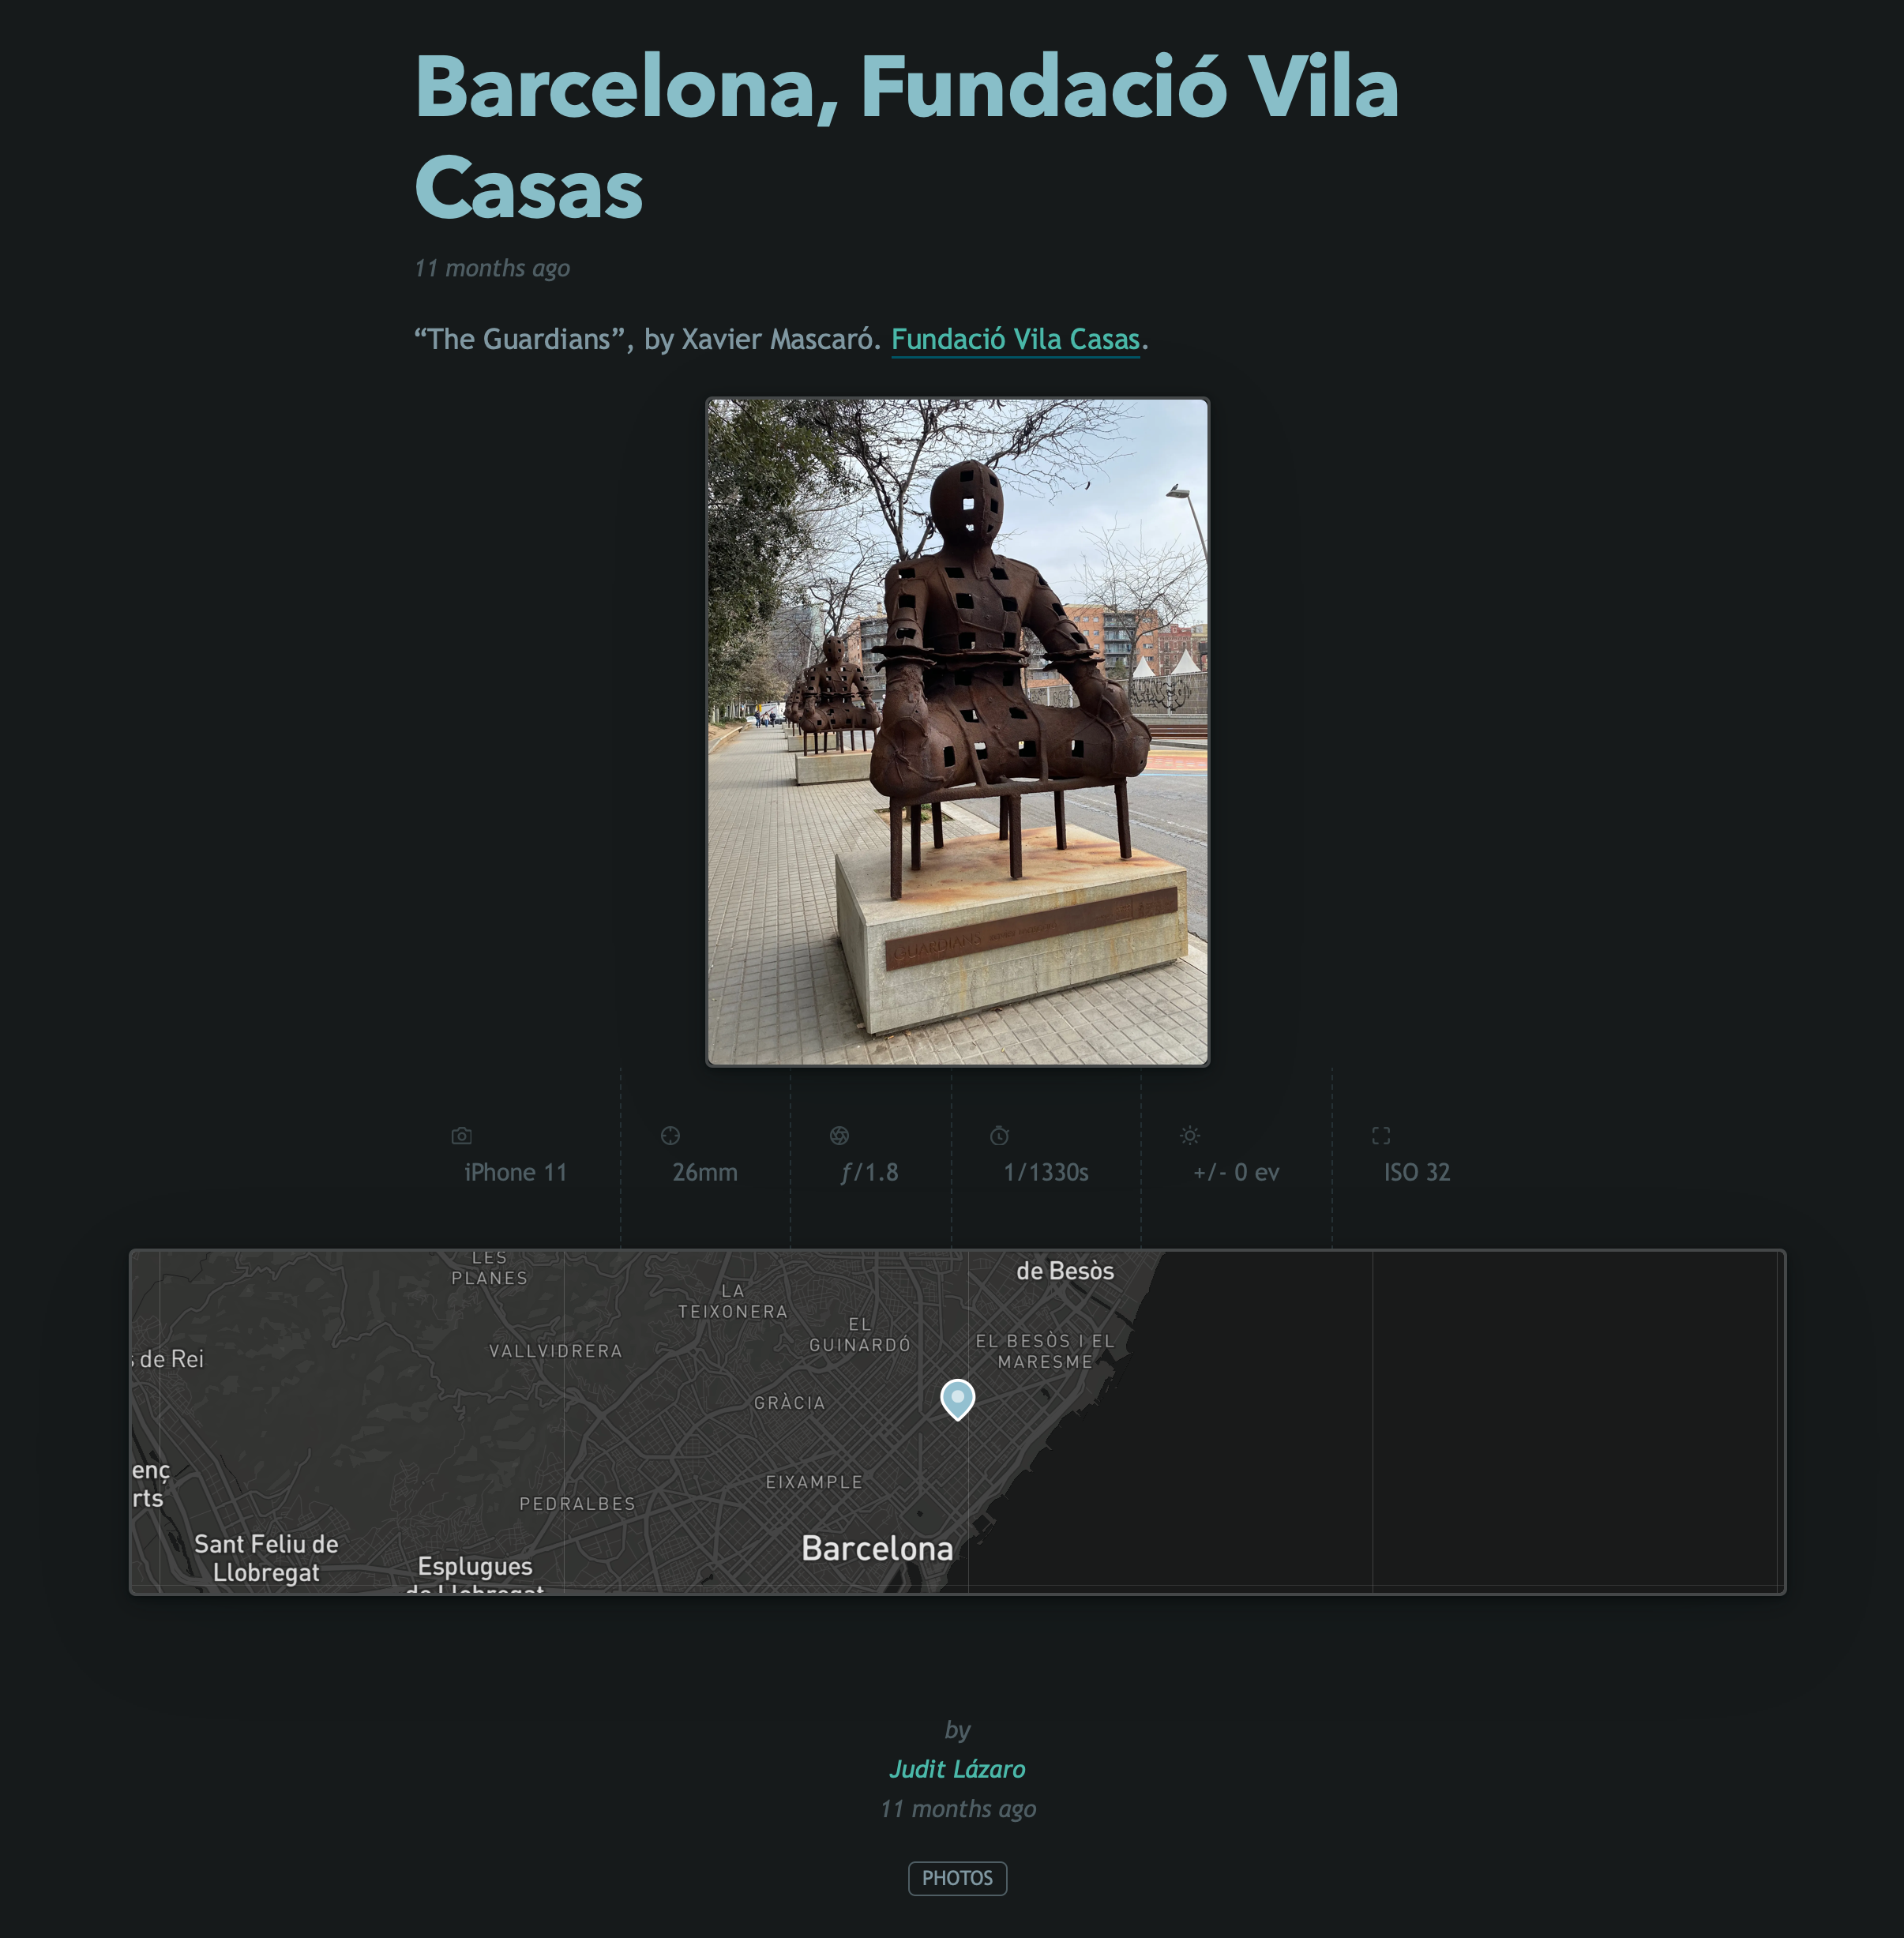 Barcelona, Fundació Vila
Casas
11 months ago
“The Guardians”, by Xavier Mascaró. Fundació Vila Casas.
GUARDIANS
iPhone 11
26mm
ƒ/1.8
1/1330s
+/- 0 ev
ISO 32
LES
PLANES
de Besòs
LA
TEIXONERA
EL
GUINARDÓ
EL BESÒS I EL
MARESME
VALLVIDRERA
de Rei
GRÀCIA
enç
rts
EIXAMPLE
PEDRALBES
Sant Feliu de
Llobregat
Barcelona
Esplugues
de Llobregat
by
Judit Lázaro
11 months ago
PHOTOS